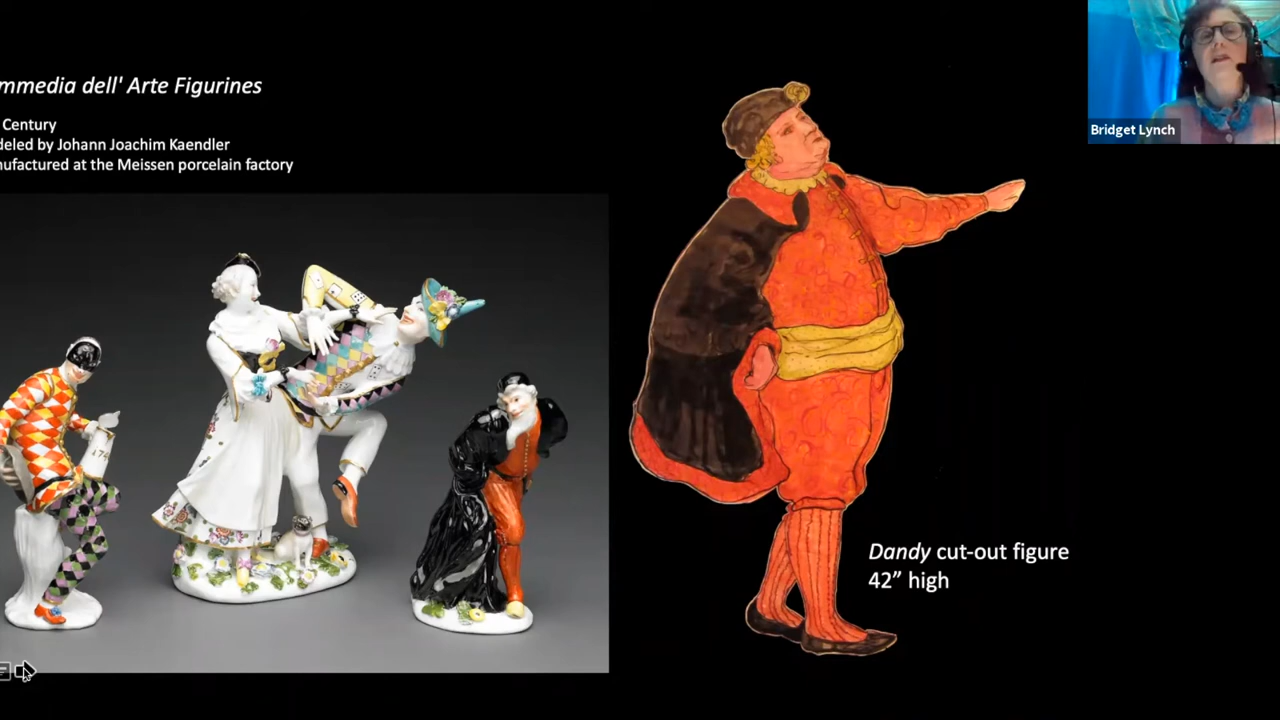 mmedia dell' Arte Figurines
Century
deled by Johann Joachim Kaendler
nufactured at the Meissen porcelain factory
Dandy cut-out figure
42” high
Bridget Lynch